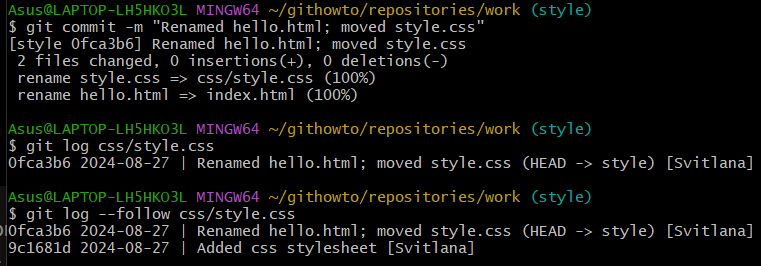 Asus@LAPTOP-LH5HKO3L MINGW64 ~/githowto/repositories/work (style)
$ git commit -m "Renamed hello.html; moved style.css"
[style 0fca3b6] Renamed hello.html; moved style.css
 2 files changed, 0 insertions(+), 0 deletions(-)
 rename style.css => css/style.css (100%)
 rename hello.html => index.html (100%)
Asus@LAPTOP-LH5HKO3L MINGW64 ~/githowto/repositories/work (style)
$ git log css/style.css
0fca3b6 2024-08-27 | Renamed hello.html; moved style.css (HEAD -> style) [Svitlana]
Asus@LAPTOP-LH5HKO3L MINGW64 ~/githowto/repositories/work (style)
$ git log --follow css/style.css
0fca3b6 2024-08-27 | Renamed hello.html; moved style.css (HEAD -> style) [Svitlana]
9c1681d 2024-08-27 | Added css stylesheet [Svitlana]